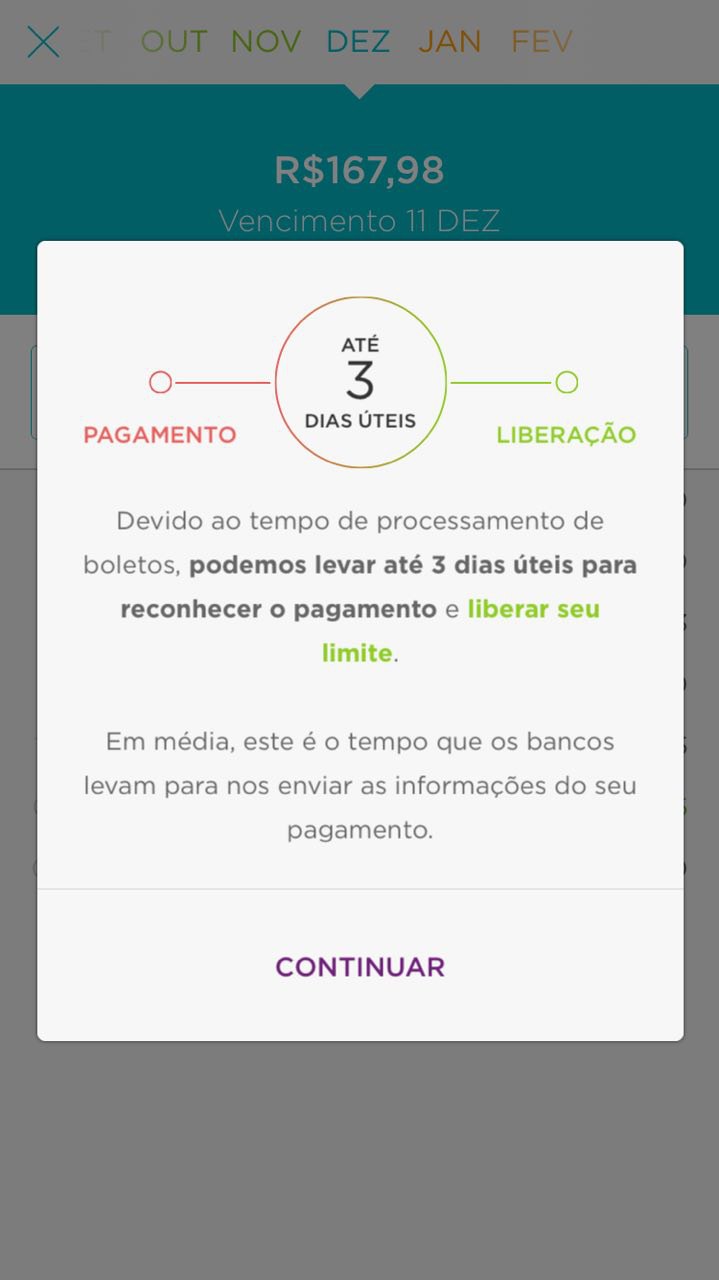 OUT NOV DEZ JAN FEV
R$167,98
Vencimento 11 DEZ
ATÉ
3
DIAS ÚTEIS
PAGAMENTO
LIBERAÇÃO
Devido ao tempo de processamento de
boletos, podemos levar até 3 dias úteis para
reconhecer o pagamento e liberar seu
limite.
Em média, este é o tempo que os bancos
levam para nos enviar as informações do seu
pagamento.
CONTINUAR